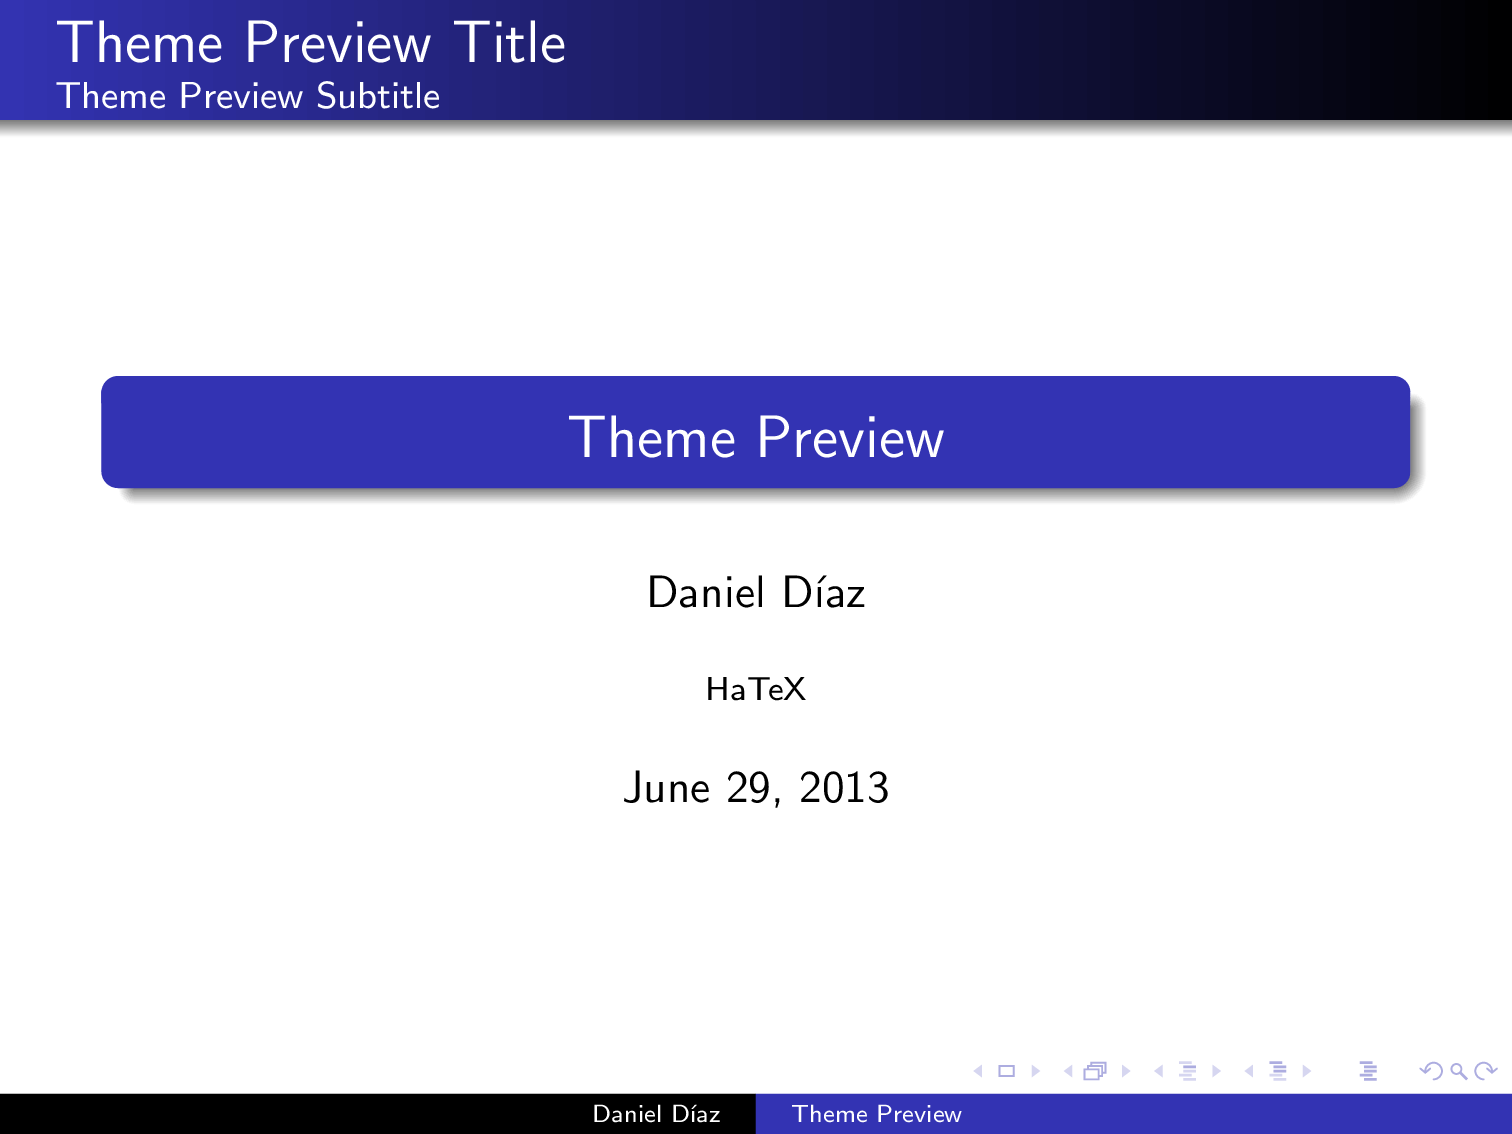 Theme Preview Title
Theme Preview Subtitle
Theme Preview
Daniel Díaz
HaTeX
June 29, 2013
Daniel Díaz
Theme Preview